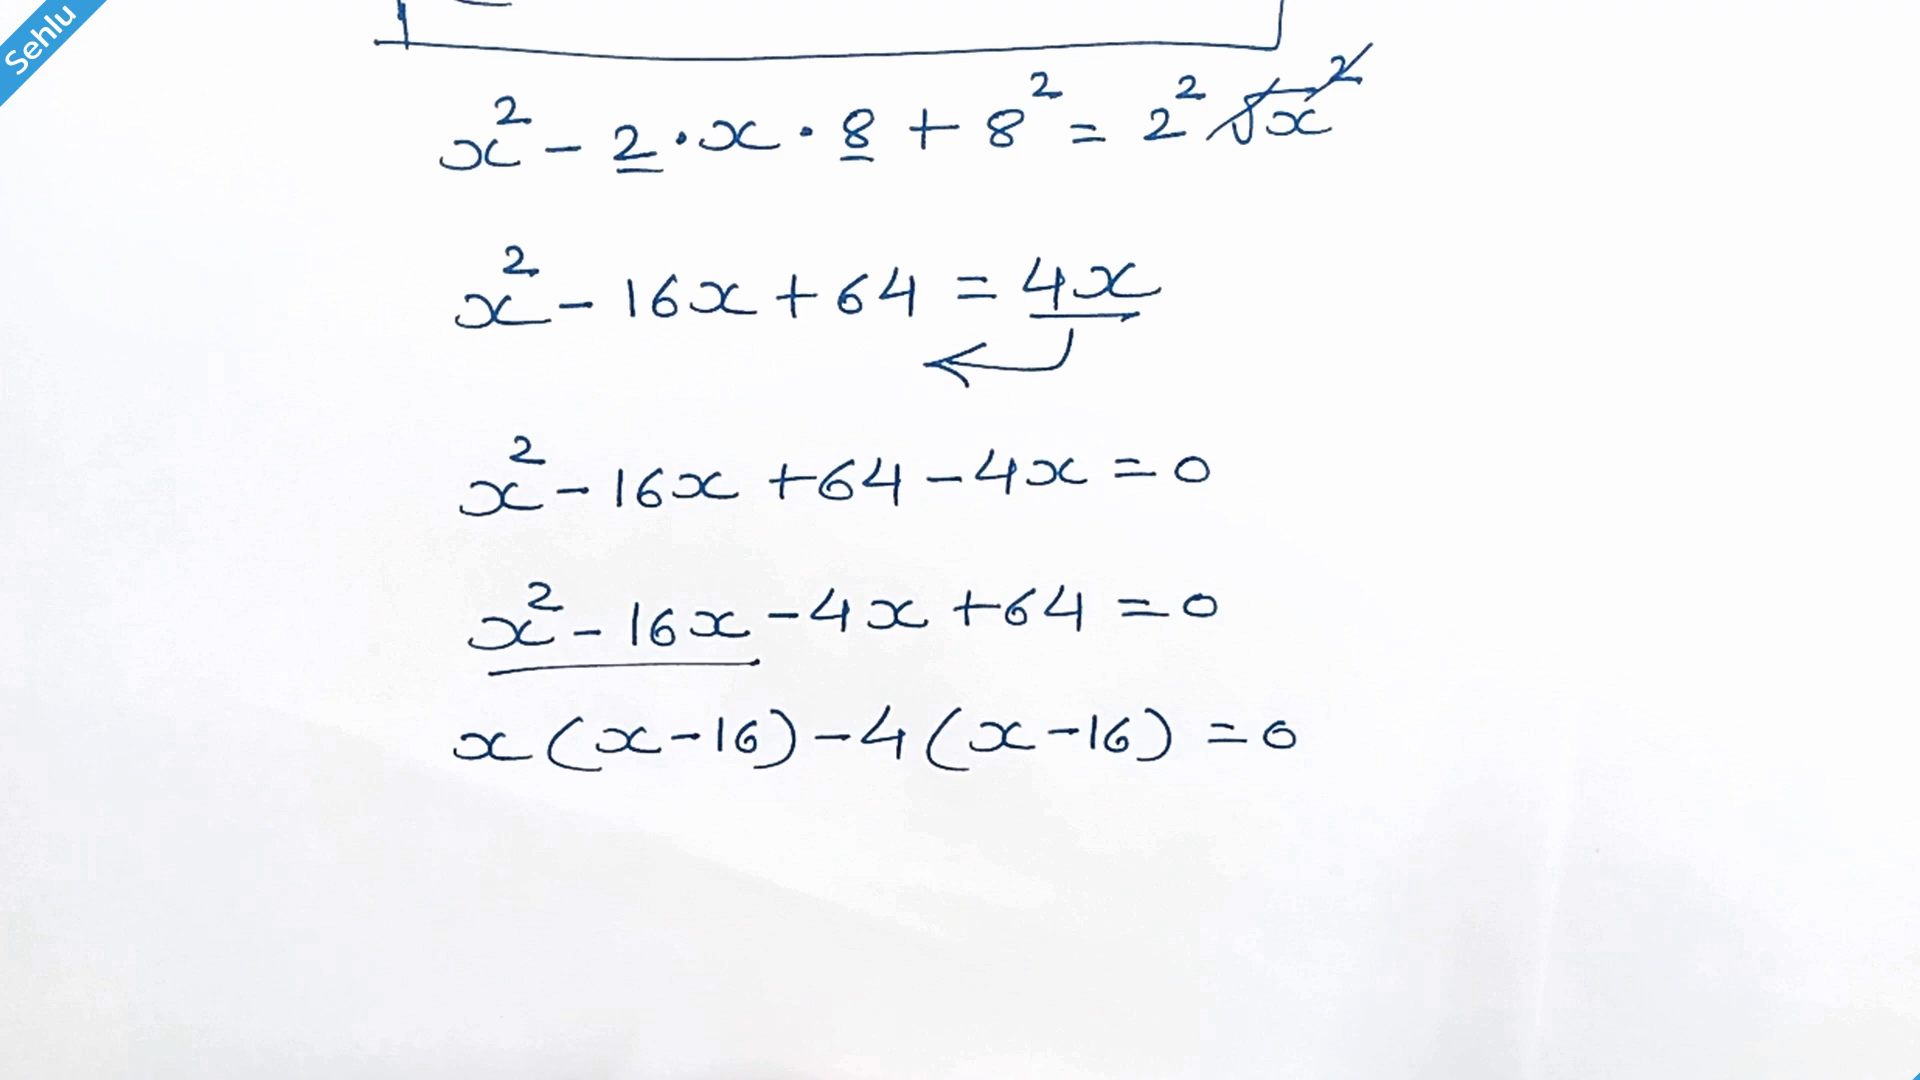 Sehlu
x² - 2 · x · 8 + 8² = 2² √x²
x² - 16x + 64 = 4x
x² - 16x + 64 - 4x = 0
x² - 16x - 4x + 64 = 0
x(x - 16) - 4(x - 16) = 0